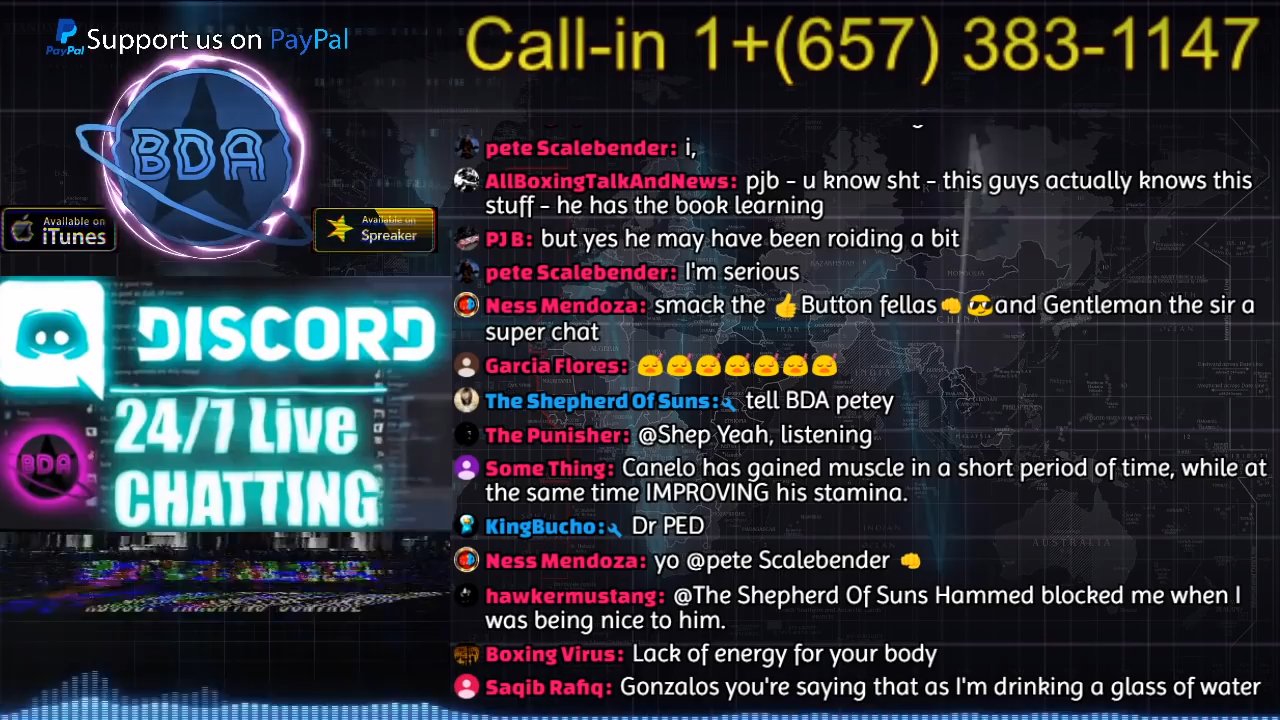 PayPal
Support us on PayPal
Call-in 1+(657) 383-1147
BDA
Available on
iTunes
Available on
Spreaker
DISCORD
24/7 Live
CHATTING
BDA
pete Scalebender: i,
AllBoxingTalkAndNews: pjb - u know sht - this guys actually knows this
stuff - he has the book learning
PJ B: but yes he may have been roiding a bit
pete Scalebender: I'm serious
Ness Mendoza: smack the 👍Button fellas👊😎and Gentleman the sir a
super chat
Garcia Flores:
The Shepherd Of Suns: tell BDA petey
The Punisher: @Shep Yeah, listening
Some Thing: Canelo has gained muscle in a short period of time, while at
the same time IMPROVING his stamina.
KingBucho: Dr PED
Ness Mendoza: yo @pete Scalebender 👊
hawkermustang: @The Shepherd Of Suns Hammed blocked me when I
was being nice to him.
Boxing Virus: Lack of energy for your body
Saqib Rafiq: Gonzalos you're saying that as I'm drinking a glass of water